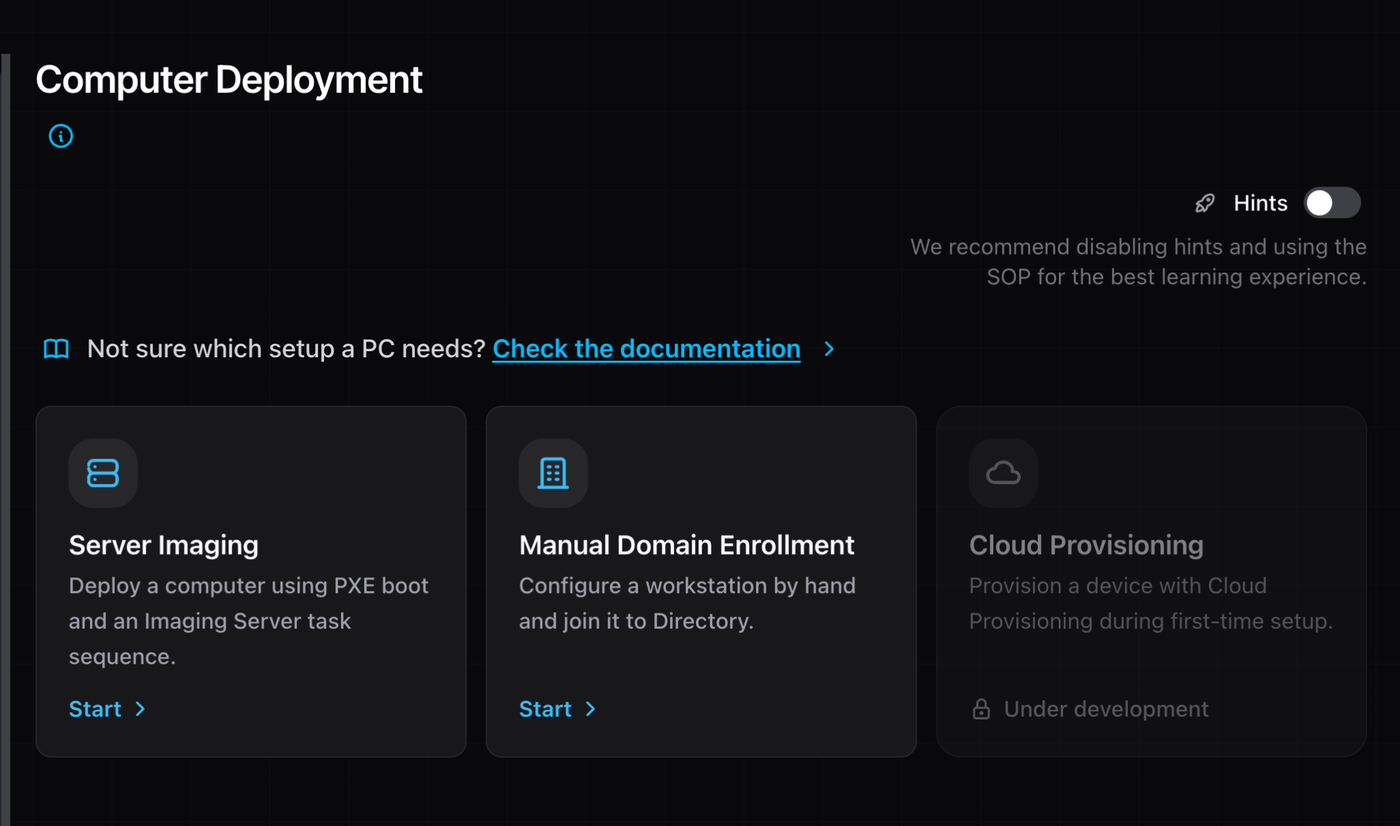 Computer Deployment
Hints
We recommend disabling hints and using the
SOP for the best learning experience.
Not sure which setup a PC needs? Check the documentation
Server Imaging
Deploy a computer using PXE boot
and an Imaging Server task
sequence.
Start
Manual Domain Enrollment
Configure a workstation by hand
and join it to Directory.
Start
Cloud Provisioning
Provision a device with Cloud
Provisioning during first-time setup.
Under development